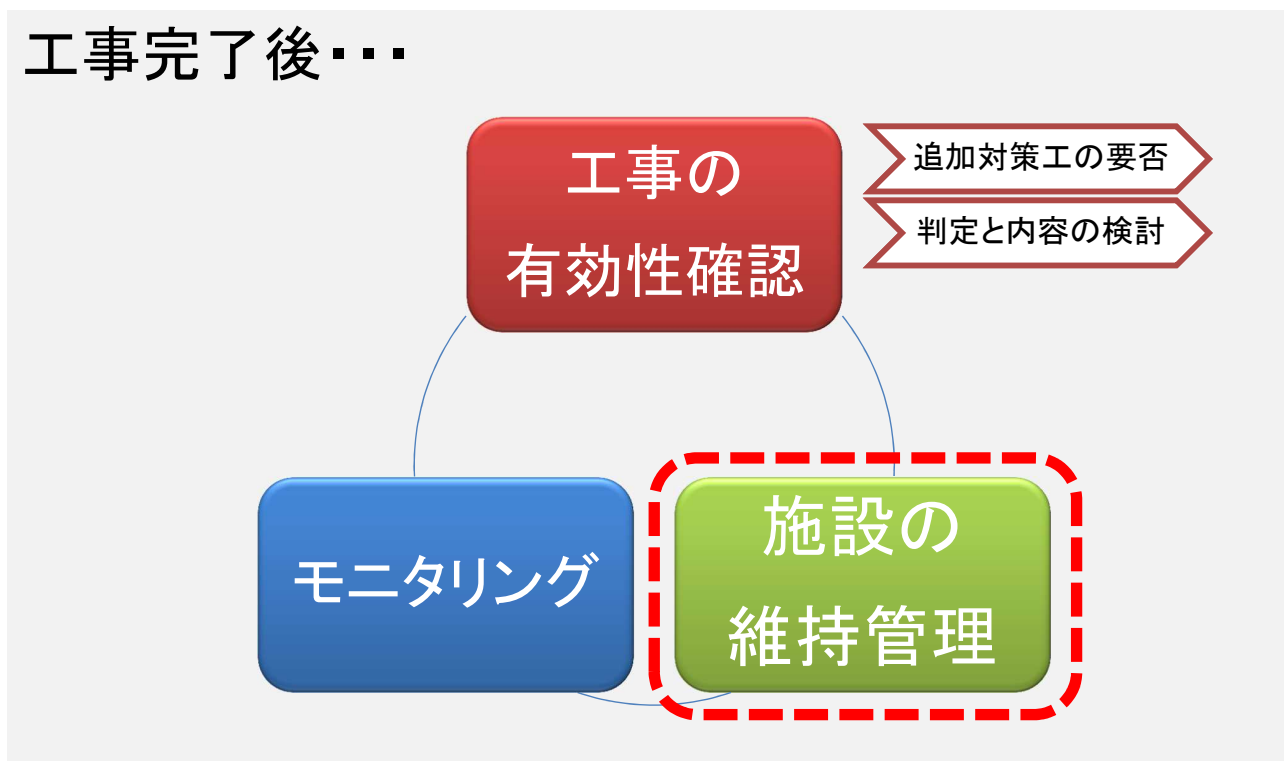 工事完了後･･･
工事の
有効性確認
追加対策工の要否
判定と内容の検討
モニタリング
施設の
維持管理